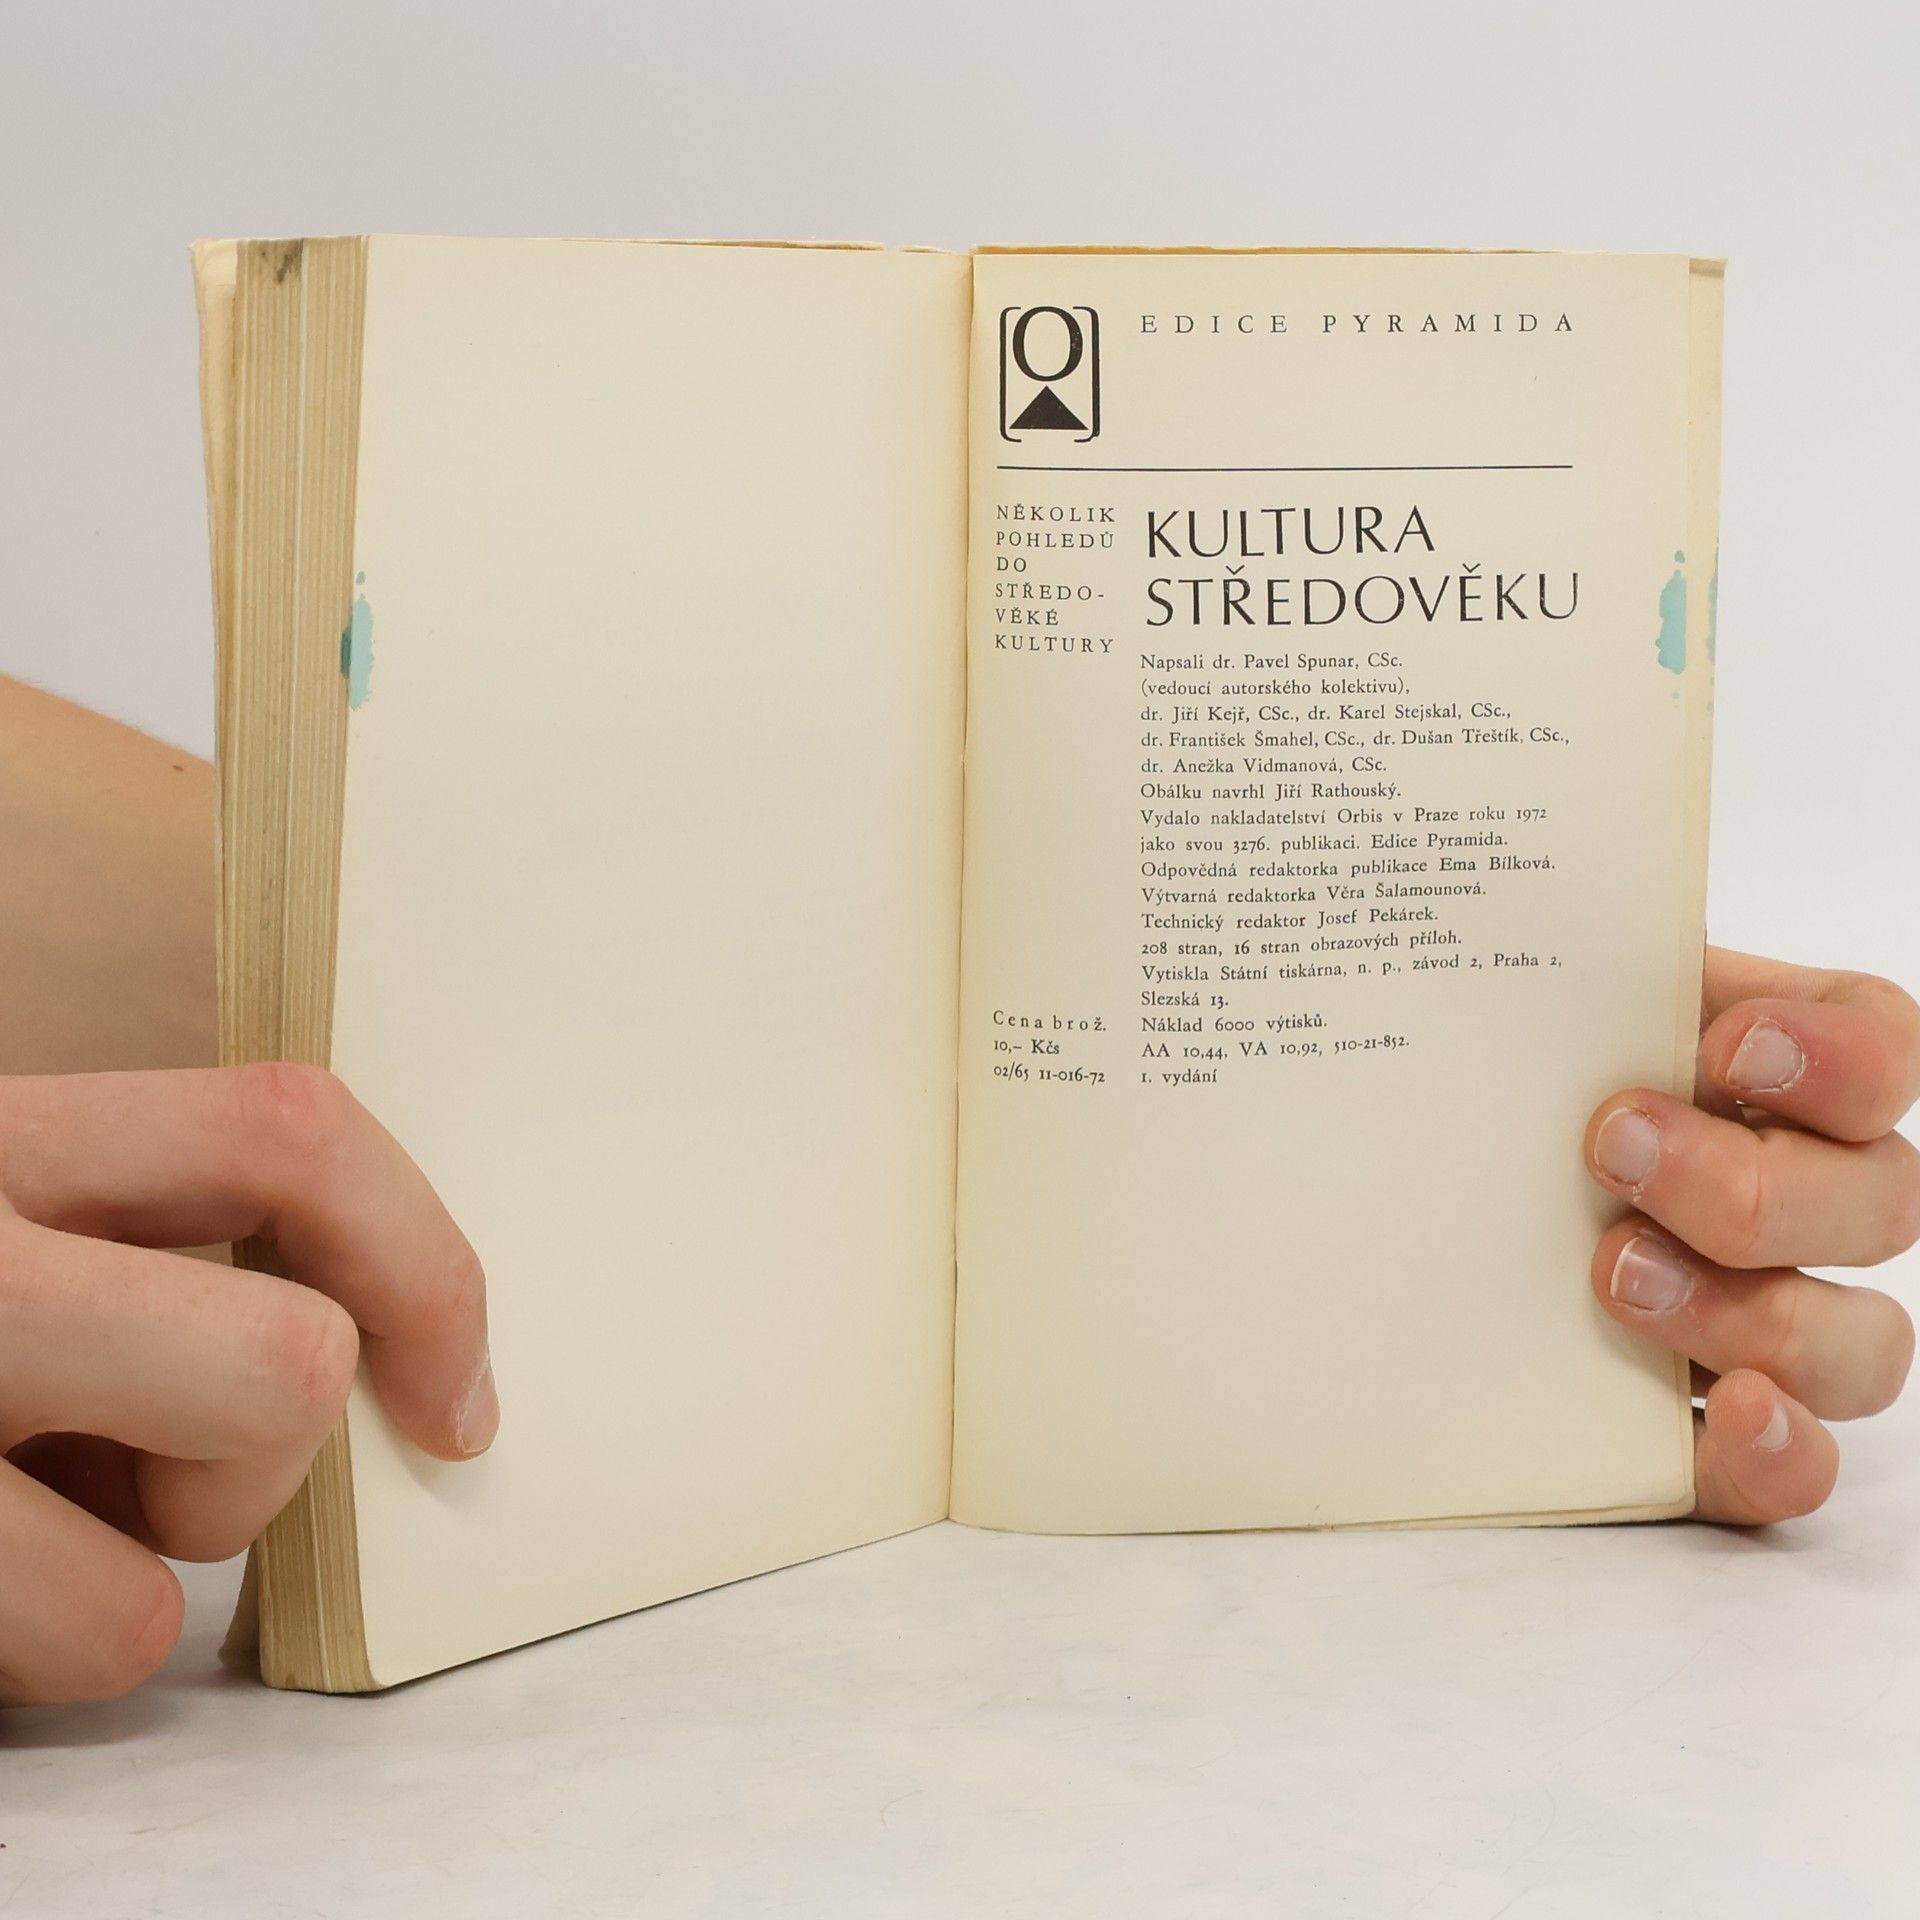 O
EDICE PYRAMIDA
NĚKOLIK
POHLEDŮ
DO
STŘEDO-
VĚKÉ
KULTURY
KULTURA
STŘEDOVĚKU
Napsali dr. Pavel Spunar, CSc.
(vedoucí autorského kolektivu),
dr. Jiří Kejř, CSc., dr. Karel Stejskal, CSc.,
dr. František Šmahel, CSc., dr. Dušan Třeštík, CSc.,
dr. Anežka Vidmanová, CSc.
Obálku navrhl Jiří Rathouský.
Vydalo nakladatelství Orbis v Praze roku 1972
jako svou 3276. publikaci. Edice Pyramida.
Odpovědná redaktorka publikace Ema Bílková.
Výtvarná redaktorka Věra Šalamounová.
Technický redaktor Josef Pekárek.
208 stran, 16 stran obrazových příloh.
Vytiskla Státní tiskárna, n. p., závod 2, Praha 2,
Slezská 13.
Náklad 6000 výtisků.
AA 10,44, VA 10,92, 510-21-852.
1. vydání
Cena brož.
10,– Kčs
02/65 11-016-72